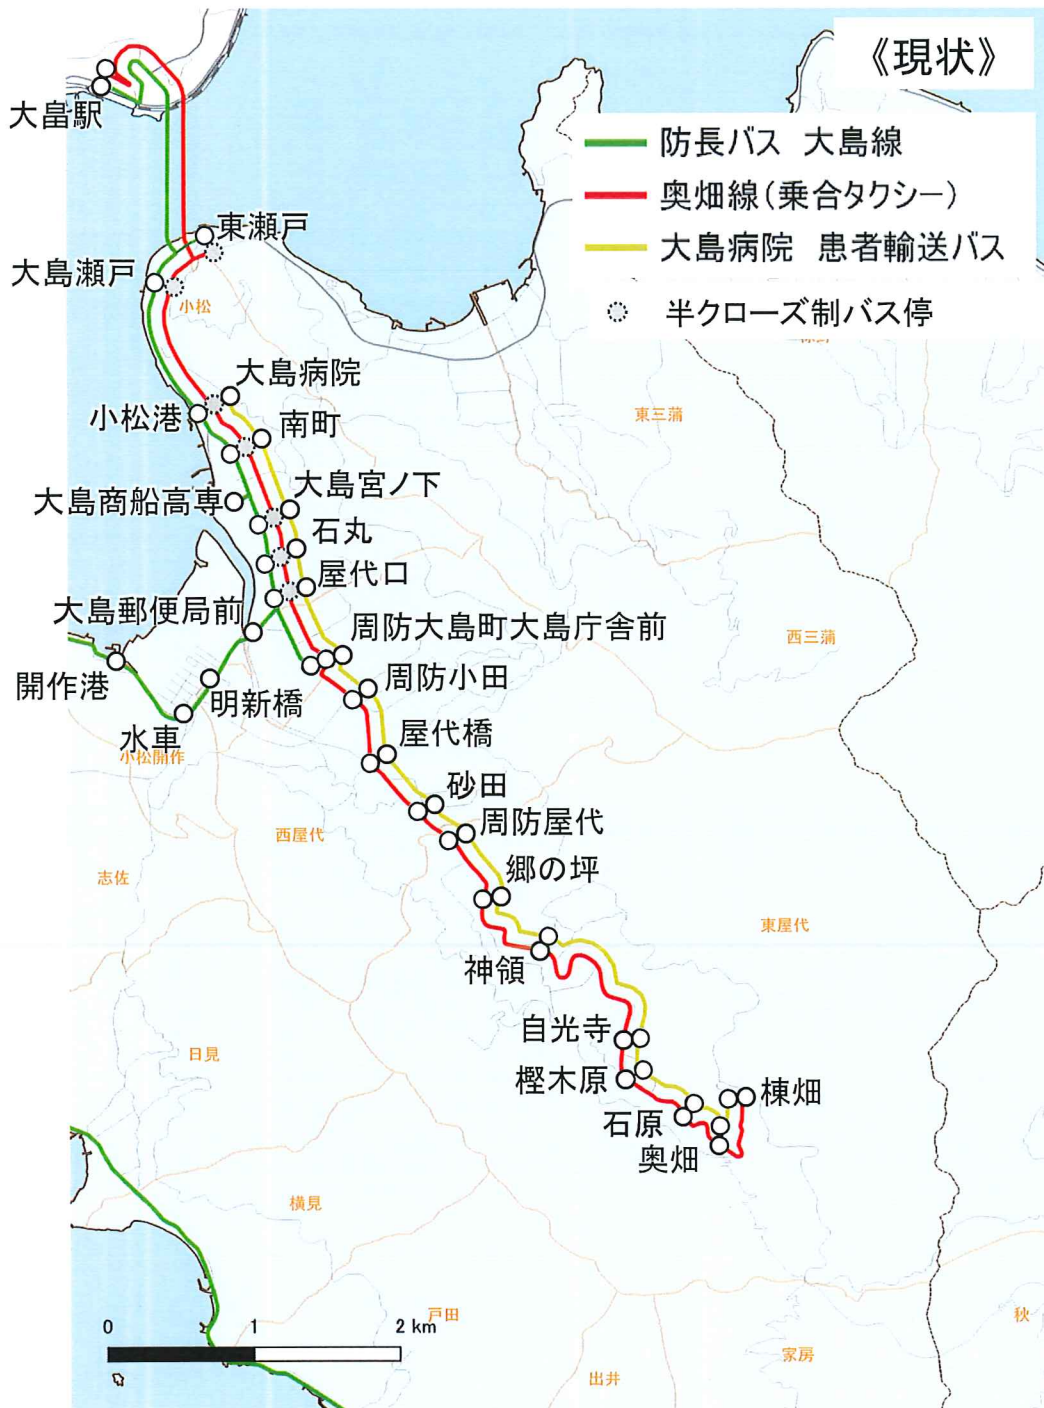 《現状》
大畠駅
防長バス 大島線
奥畑線(乗合タクシー)
大島病院 患者輸送バス
半クローズ制バス停
東瀬戸
大島瀬戸
小松
大島病院
小松港
南町
東三蒲
大島商船高専
大島宮ノ下
石丸
屋代口
大島郵便局前
周防大島町大島庁舎前
西三蒲
開作港
明新橋
周防小田
水車
小松開作
屋代橋
砂田
西屋代
周防屋代
志佐
郷の坪
東屋代
神領
自光寺
日見
樫木原
棟畑
石原
奥畑
横見
戸田
秋
家房
出井
0 1 2 km